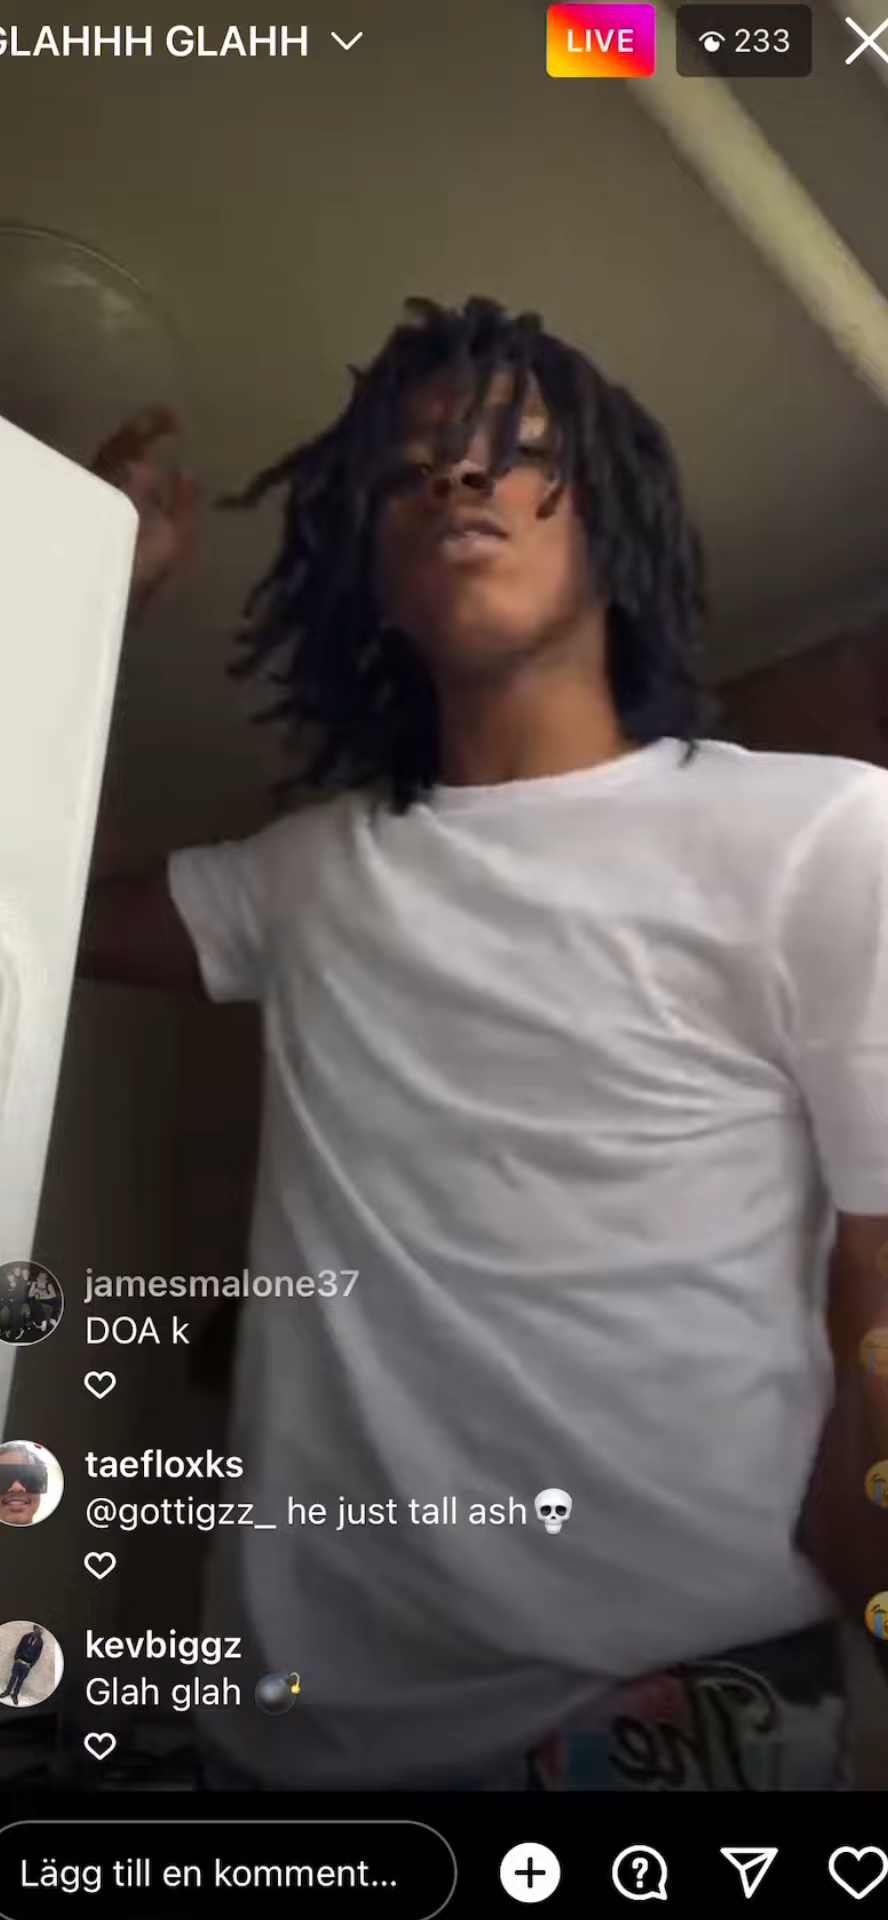 GLAHHH GLAHH
LIVE
233
jamesmalone37
DOA k
taefloxks
@gottigzz_ he just tall ash💀
kevbiggz
Glah glah 💣
The
Lägg till en komment...